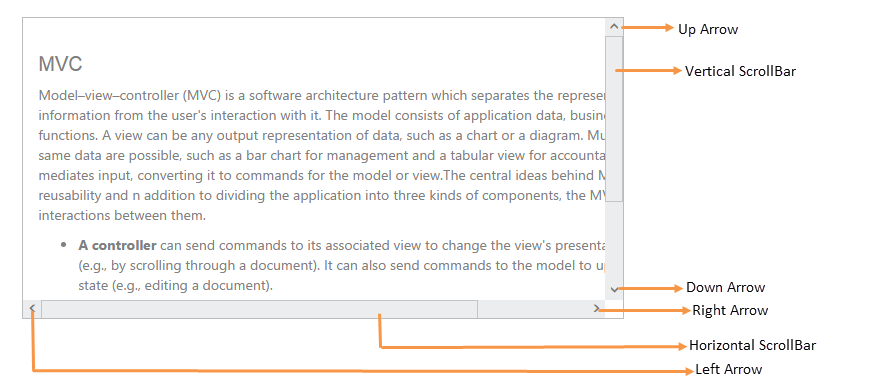 MVC
Model–view–controller (MVC) is a software architecture pattern which separates the represe
information from the user's interaction with it. The model consists of application data, busin
functions. A view can be any output representation of data, such as a chart or a diagram. Mu
same data are possible, such as a bar chart for management and a tabular view for accounta
mediates input, converting it to commands for the model or view.The central ideas behind M
reusability and n addition to dividing the application into three kinds of components, the MV
interactions between them.
• A controller can send commands to its associated view to change the view's presenta
(e.g., by scrolling through a document). It can also send commands to the model to up
state (e.g., editing a document).
Up Arrow
Vertical ScrollBar
Down Arrow
Right Arrow
Horizontal ScrollBar
Left Arrow